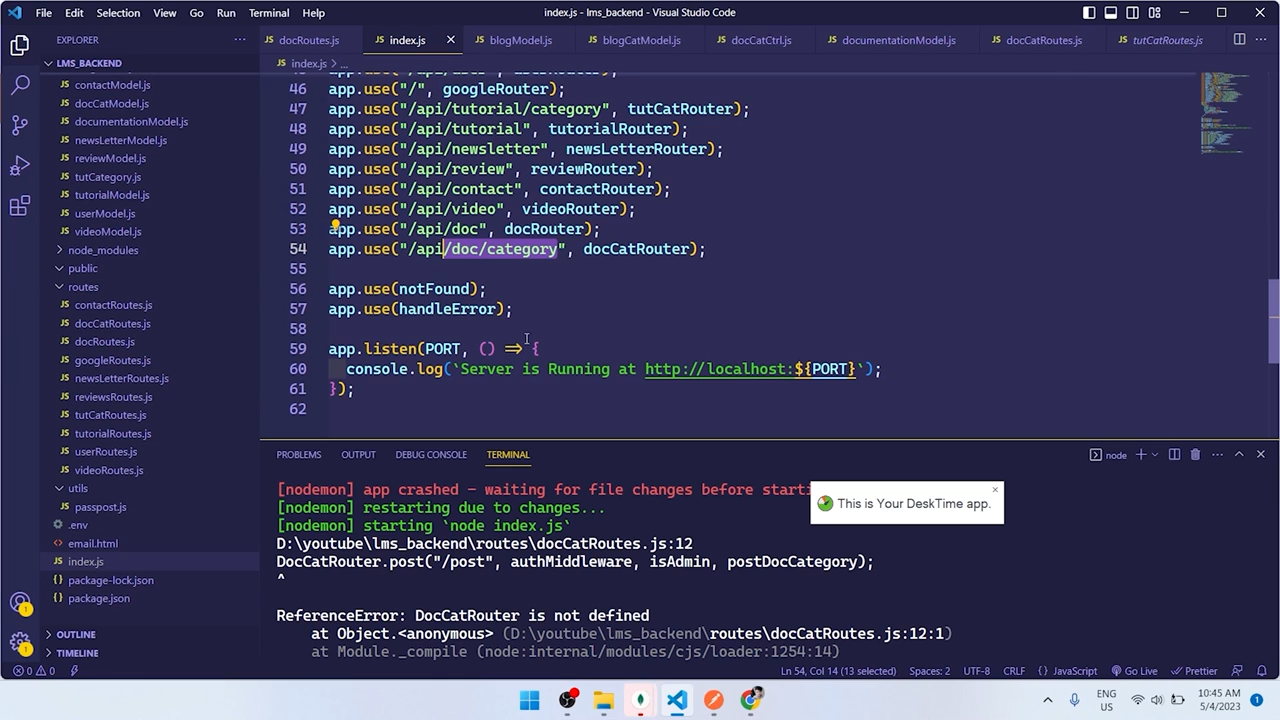 File Edit Selection View Go Run Terminal Help
index.js - lms_backend - Visual Studio Code
EXPLORER
docRoutes.js index.js blogModel.js blogCatModel.js docCatCtrl.js documentationModel.js docCatRoutes.js tutCatRoutes.js
LMS_BACKEND
contactModel.js
docCatModel.js
documentationModel.js
newsLetterModel.js
reviewModel.js
tutCategory.js
tutorialModel.js
userModel.js
videoModel.js
node_modules
public
routes
contactRoutes.js
docCatRoutes.js
docRoutes.js
googleRoutes.js
newsLetterRoutes.js
reviewsRoutes.js
tutCatRoutes.js
tutorialRoutes.js
userRoutes.js
videoRoutes.js
utils
passpost.js
.env
email.html
index.js
package-lock.json
package.json
OUTLINE
TIMELINE
index.js > ...
46 app.use("/", googleRouter);
47 app.use("/api/tutorial/category", tutCatRouter);
48 app.use("/api/tutorial", tutorialRouter);
49 app.use("/api/newsletter", newsLetterRouter);
50 app.use("/api/review", reviewRouter);
51 app.use("/api/contact", contactRouter);
52 app.use("/api/video", videoRouter);
53 app.use("/api/doc", docRouter);
54 app.use("/api/doc/category", docCatRouter);
55
56 app.use(notFound);
57 app.use(handleError);
58
59 app.listen(PORT, () => {
60 console.log(`Server is Running at http://localhost:${PORT}`);
61 });
62
PROBLEMS OUTPUT DEBUG CONSOLE TERMINAL
node
[nodemon] app crashed - waiting for file changes before
[nodemon] restarting due to changes...
[nodemon] starting `node index.js`
D:\youtube\lms_backend\routes\docCatRoutes.js:12
DocCatRouter.post("/post", authMiddleware, isAdmin, postDocCategory);
^
ReferenceError: DocCatRouter is not defined
at Object.<anonymous> (D:\youtube\lms_backend\routes\docCatRoutes.js:12:1)
at Module._compile (node:internal/modules/cjs/loader:1254:14)
This is Your DeskTime app.
0 0 Ln 54, Col 14 (13 selected) Spaces: 2 UTF-8 CRLF {} JavaScript Go Live Prettier
ENG
US
10:45 AM
5/4/2023